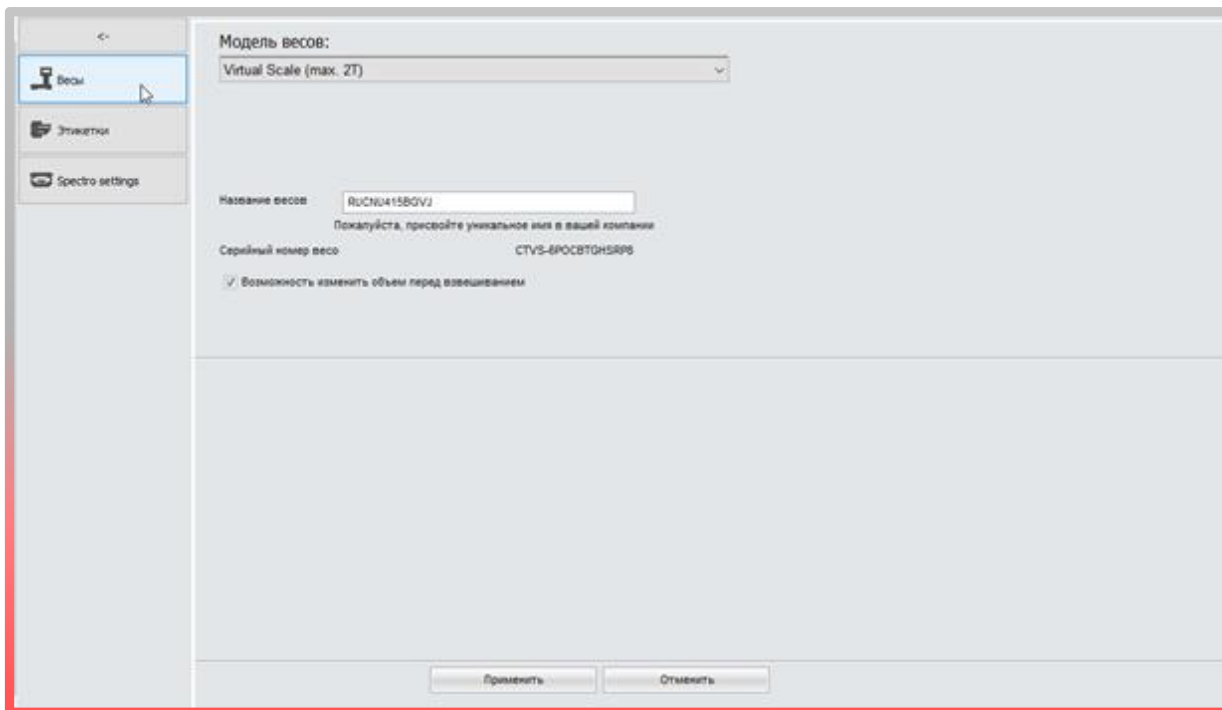 <-
Весы
Этикетки
Spectro settings
Модель весов:
Virtual Scale (max. 2T)
Название весов
RUCNU415BGVJ
Пожалуйста, присвойте уникальное имя в вашей компании
Серийный номер весо
CTVS-6POCBTGHSRP6
Возможность изменить объем перед взвешиванием
Применить
Отменить